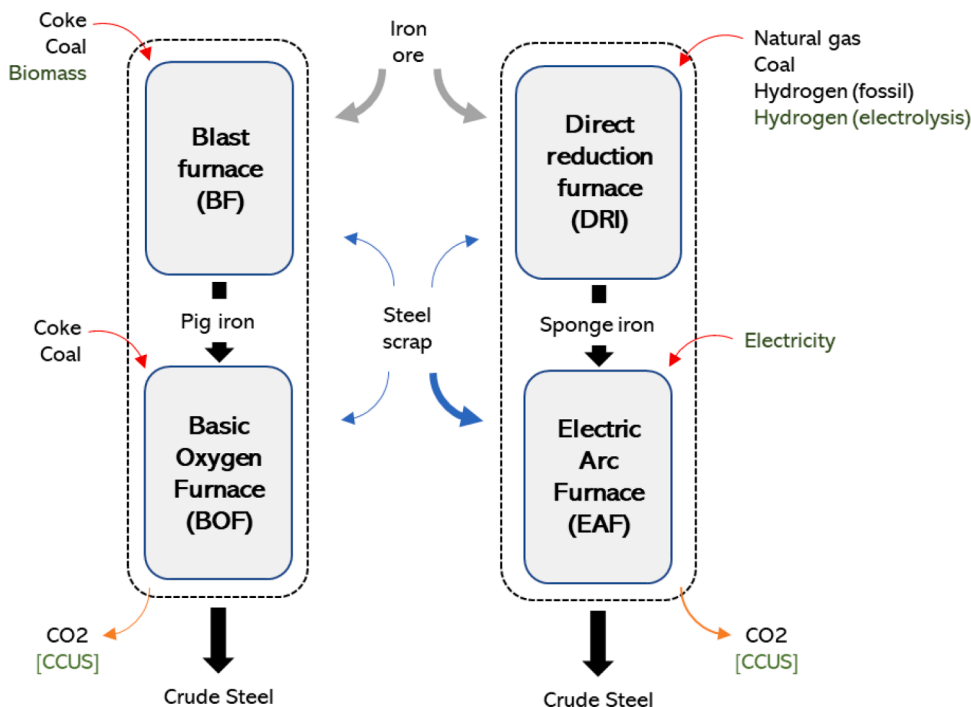 Coke
Coal
Biomass
Iron
ore
Natural gas
Coal
Hydrogen (fossil)
Hydrogen (electrolysis)
Blast
furnace
(BF)
Direct
reduction
furnace
(DRI)
Pig iron
Steel
scrap
Sponge iron
Coke
Coal
Electricity
Basic
Oxygen
Furnace
(BOF)
Electric
Arc
Furnace
(EAF)
CO2
[CCUS]
CO2
[CCUS]
Crude Steel
Crude Steel